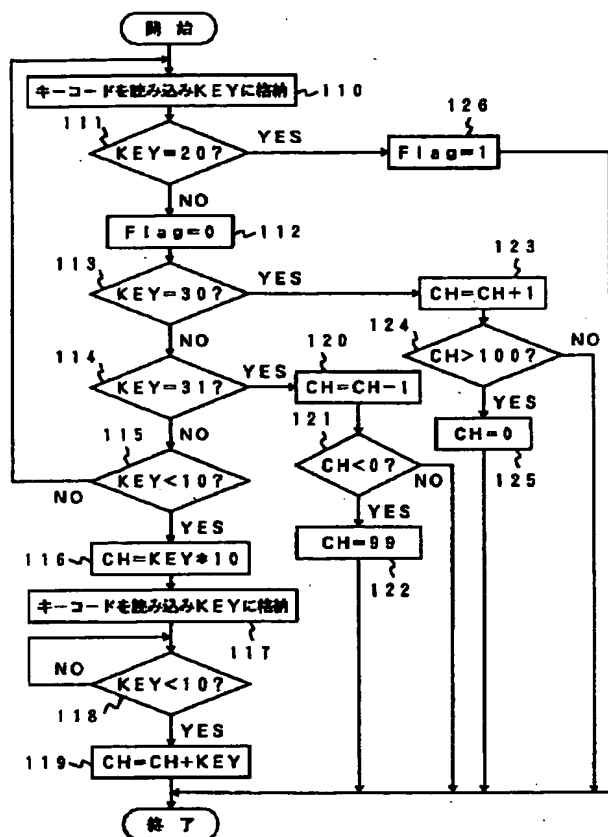 開始
キーコードを読み込みKEYに格納
110
111
KEY=20?
YES
126
Flag=1
NO
Flag=0
112
113
KEY=30?
YES
123
CH=CH+1
NO
124
CH>100?
NO
114
KEY=31?
YES
120
CH=CH-1
YES
CH=0
125
NO
115
KEY<10?
NO
121
CH<0?
NO
YES
YES
CH=99
122
116
CH=KEY*10
キーコードを読み込みKEYに格納
117
NO
KEY<10?
118
YES
119
CH=CH+KEY
終了